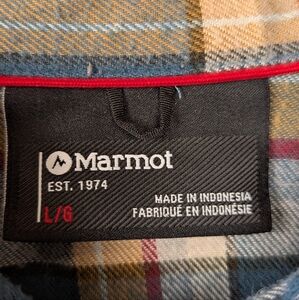 Marmot
EST. 1974
L/G
MADE IN INDONESIA
FABRIQUÉ EN INDONÉSIE